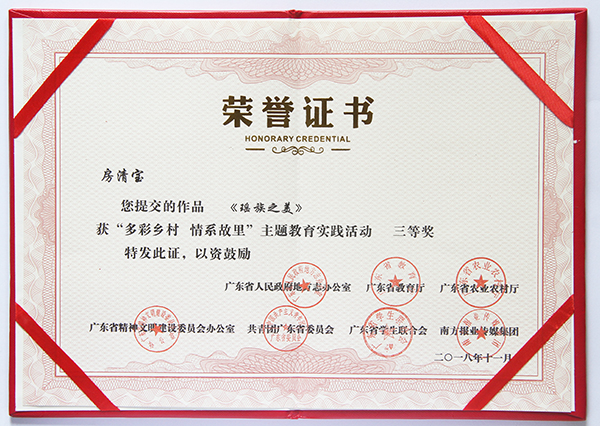 荣誉证书
HONORARY CREDENTIAL
房清宝
您提交的作品 《瑶族之美》
获“多彩乡村 情系故里”主题教育实践活动 三等奖
特发此证，以资鼓励
广东省人民政府地方志办公室 广东省教育厅 广东省农业农村厅
广东省精神文明建设委员会办公室 共青团广东省委员会 广东省学生联合会 南方报业传媒集团
二〇一八年十一月